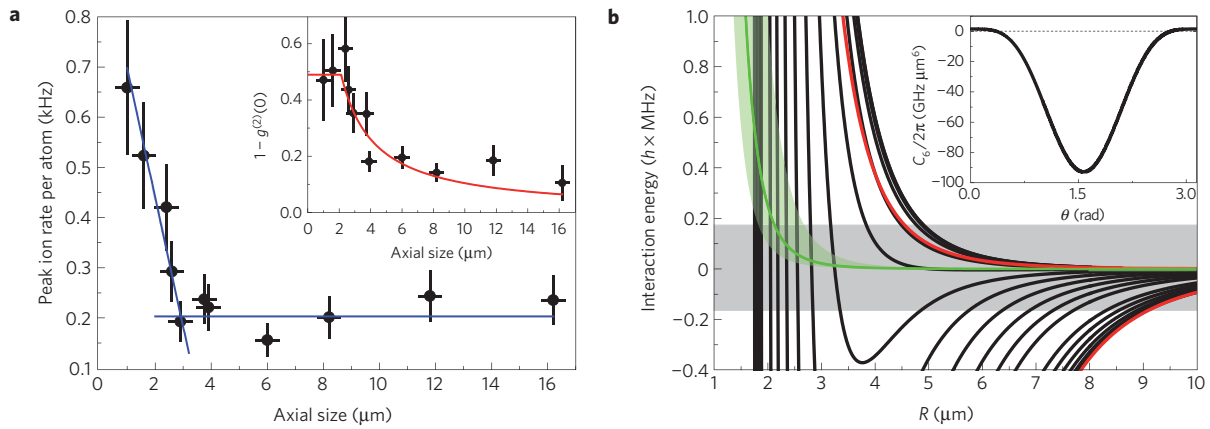 a
0.8
0.7
0.6
0.5
0.4
0.3
0.2
0.1
Peak ion rate per atom (kHz)
0 2 4 6 8 10 12 14 16
Axial size (μm)
0.6
0.4
0.2
0.0
1 − g(2)(0)
0 2 4 6 8 10 12 14 16
Axial size (μm)
b
1.0
0.8
0.6
0.4
0.2
0
−0.2
−0.4
Interaction energy (h × MHz)
1 2 3 4 5 6 7 8 9 10
R (μm)
0
−20
−40
−60
−80
−100
C6/2π (GHz μm6)
0.0 1.5 3.0
θ (rad)